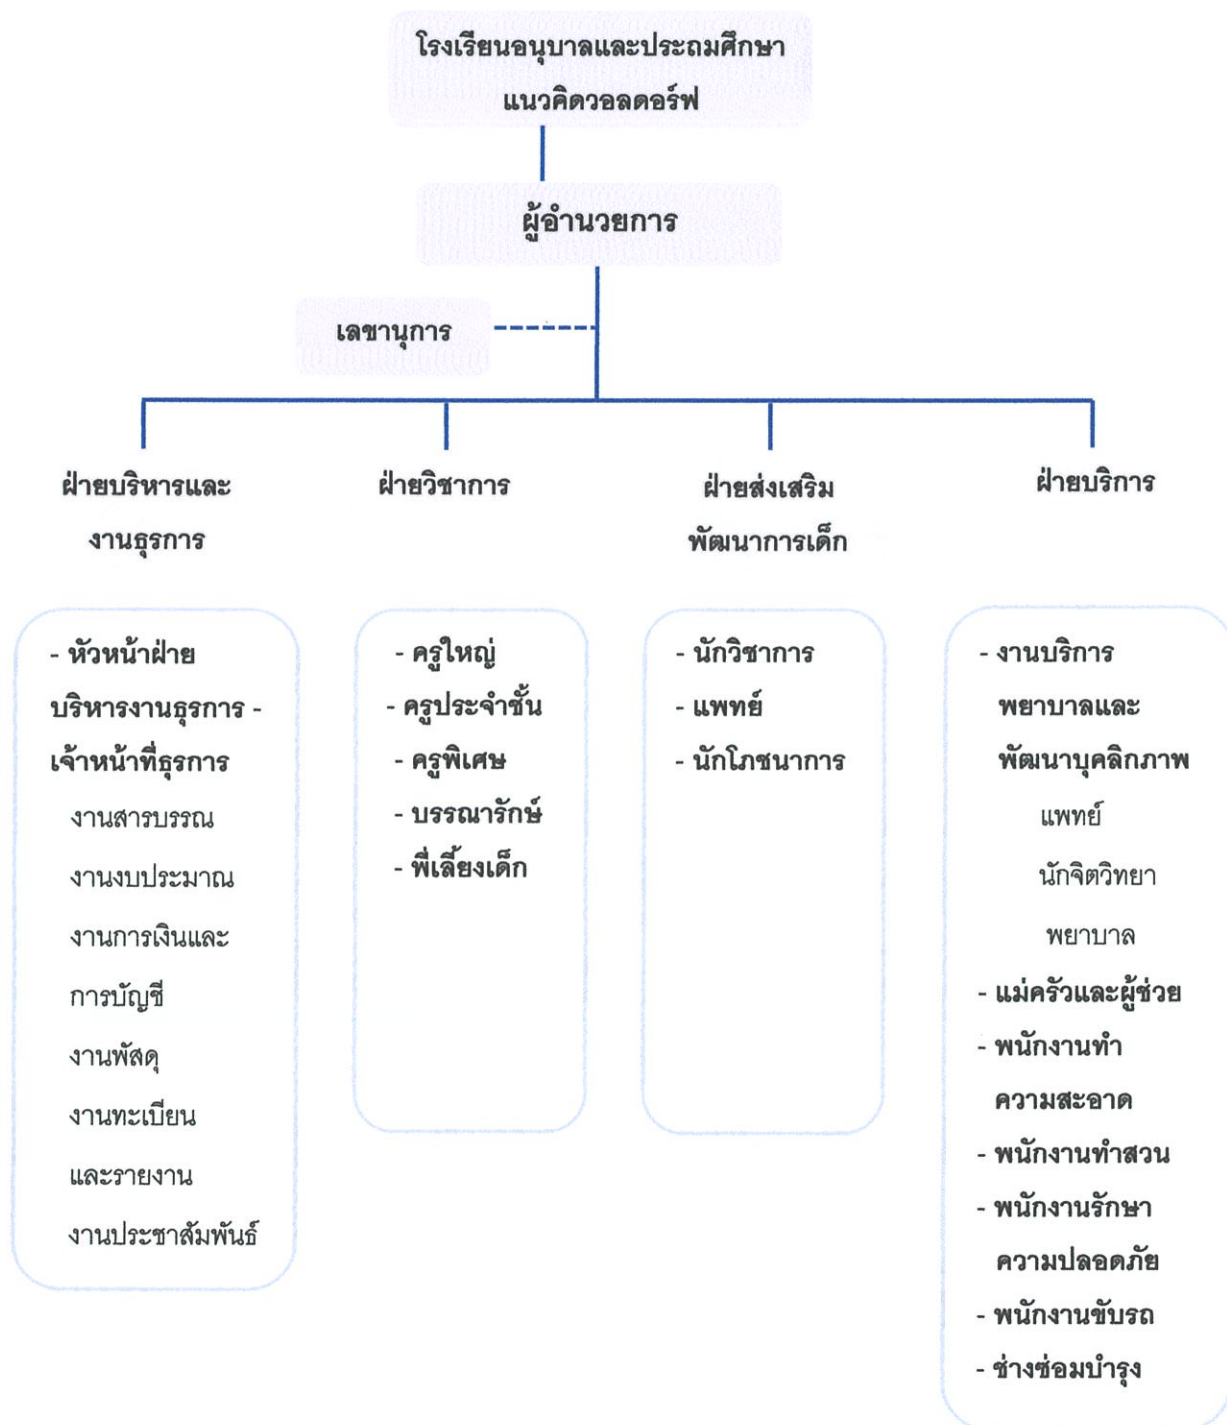 โรงเรียนอนุบาลและประถมศึกษา
แนวคิดวอลดอร์ฟ
ผู้อำนวยการ
เลขานุการ
ฝ่ายบริหารและ
งานธุรการ
ฝ่ายวิชาการ
ฝ่ายส่งเสริม
พัฒนาการเด็ก
ฝ่ายบริการ
- หัวหน้าฝ่าย
บริหารงานธุรการ -
เจ้าหน้าที่ธุรการ
งานสารบรรณ
งานงบประมาณ
งานการเงินและ
การบัญชี
งานพัสดุ
งานทะเบียน
และรายงาน
งานประชาสัมพันธ์
- ครูใหญ่
- ครูประจำชั้น
- ครูพิเศษ
- บรรณารักษ์
- พี่เลี้ยงเด็ก
- นักวิชาการ
- แพทย์
- นักโภชนาการ
- งานบริการ
พยาบาลและ
พัฒนาบุคลิกภาพ
แพทย์
นักจิตวิทยา
พยาบาล
- แม่ครัวและผู้ช่วย
- พนักงานทำ
ความสะอาด
- พนักงานทำสวน
- พนักงานรักษา
ความปลอดภัย
- พนักงานขับรถ
- ช่างซ่อมบำรุง